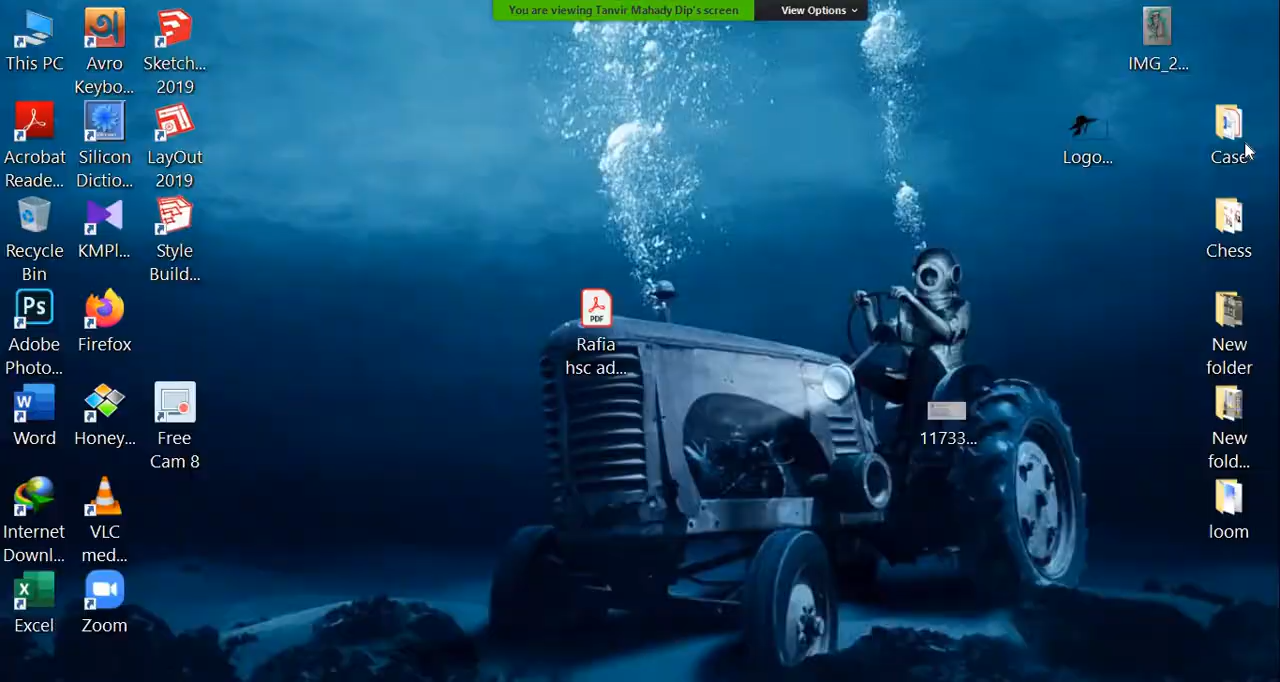 You are viewing Tanvir Mahady Dip's screen
View Options
This PC
Avro
Keybo...
Sketch...
2019
Acrobat
Reade...
Silicon
Dictio...
LayOut
2019
Recycle
Bin
KMPl...
Style
Build...
Adobe
Photo...
Firefox
Word
Honey...
Free
Cam 8
Internet
Downl...
VLC
med...
Excel
Zoom
Rafia
hsc ad...
11733...
IMG_2...
Logo...
Case
Chess
New
folder
New
fold...
loom